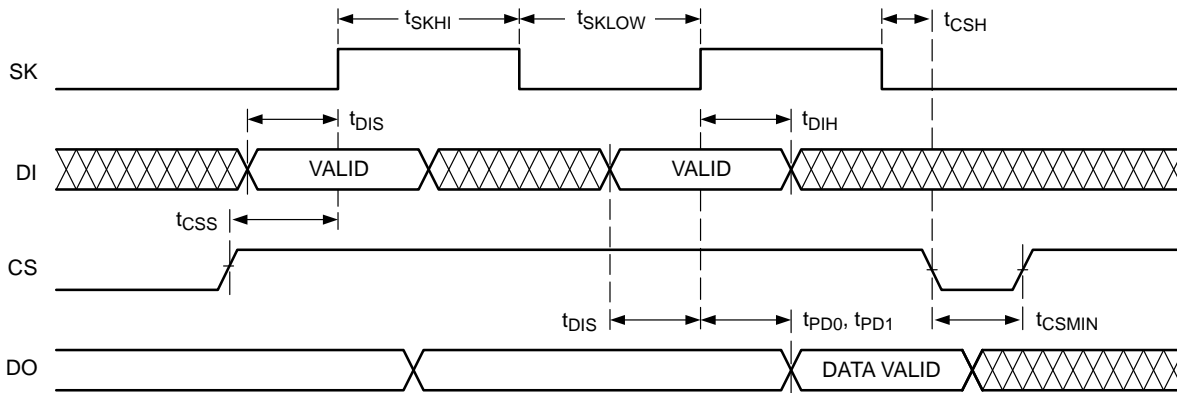 tSKHI tSKLOW tCSH
SK
tDIS tDIH
DI VALID VALID
tCSS
CS
tDIS tPD0, tPD1 tCSMIN
DO DATA VALID